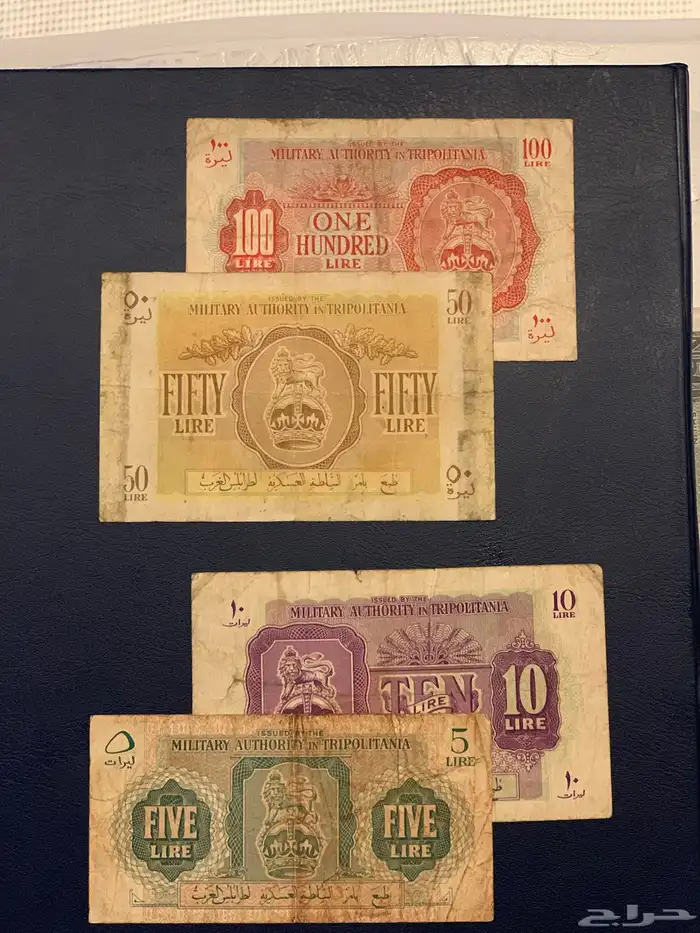 ١٠٠
ليرة
ISSUED BY THE
MILITARY AUTHORITY IN TRIPOLITANIA
100
LIRE
100
LIRE
ONE
HUNDRED
LIRE
١٠٠
ليرة
٥٠
ليرة
ISSUED BY THE
MILITARY AUTHORITY IN TRIPOLITANIA
50
LIRE
FIFTY
LIRE
FIFTY
LIRE
50
LIRE
طبع بامر السلطة العسكرية لطرابلس الغرب
٥٠
ليرة
١٠
ليرات
ISSUED BY THE
MILITARY AUTHORITY IN TRIPOLITANIA
10
LIRE
TEN
LIRE
10
LIRE
١٠
ليرات
٥
ليرات
ISSUED BY THE
MILITARY AUTHORITY IN TRIPOLITANIA
5
LIRE
FIVE
LIRE
FIVE
LIRE
طبع بامر السلطة العسكرية لطرابلس الغرب
حراج